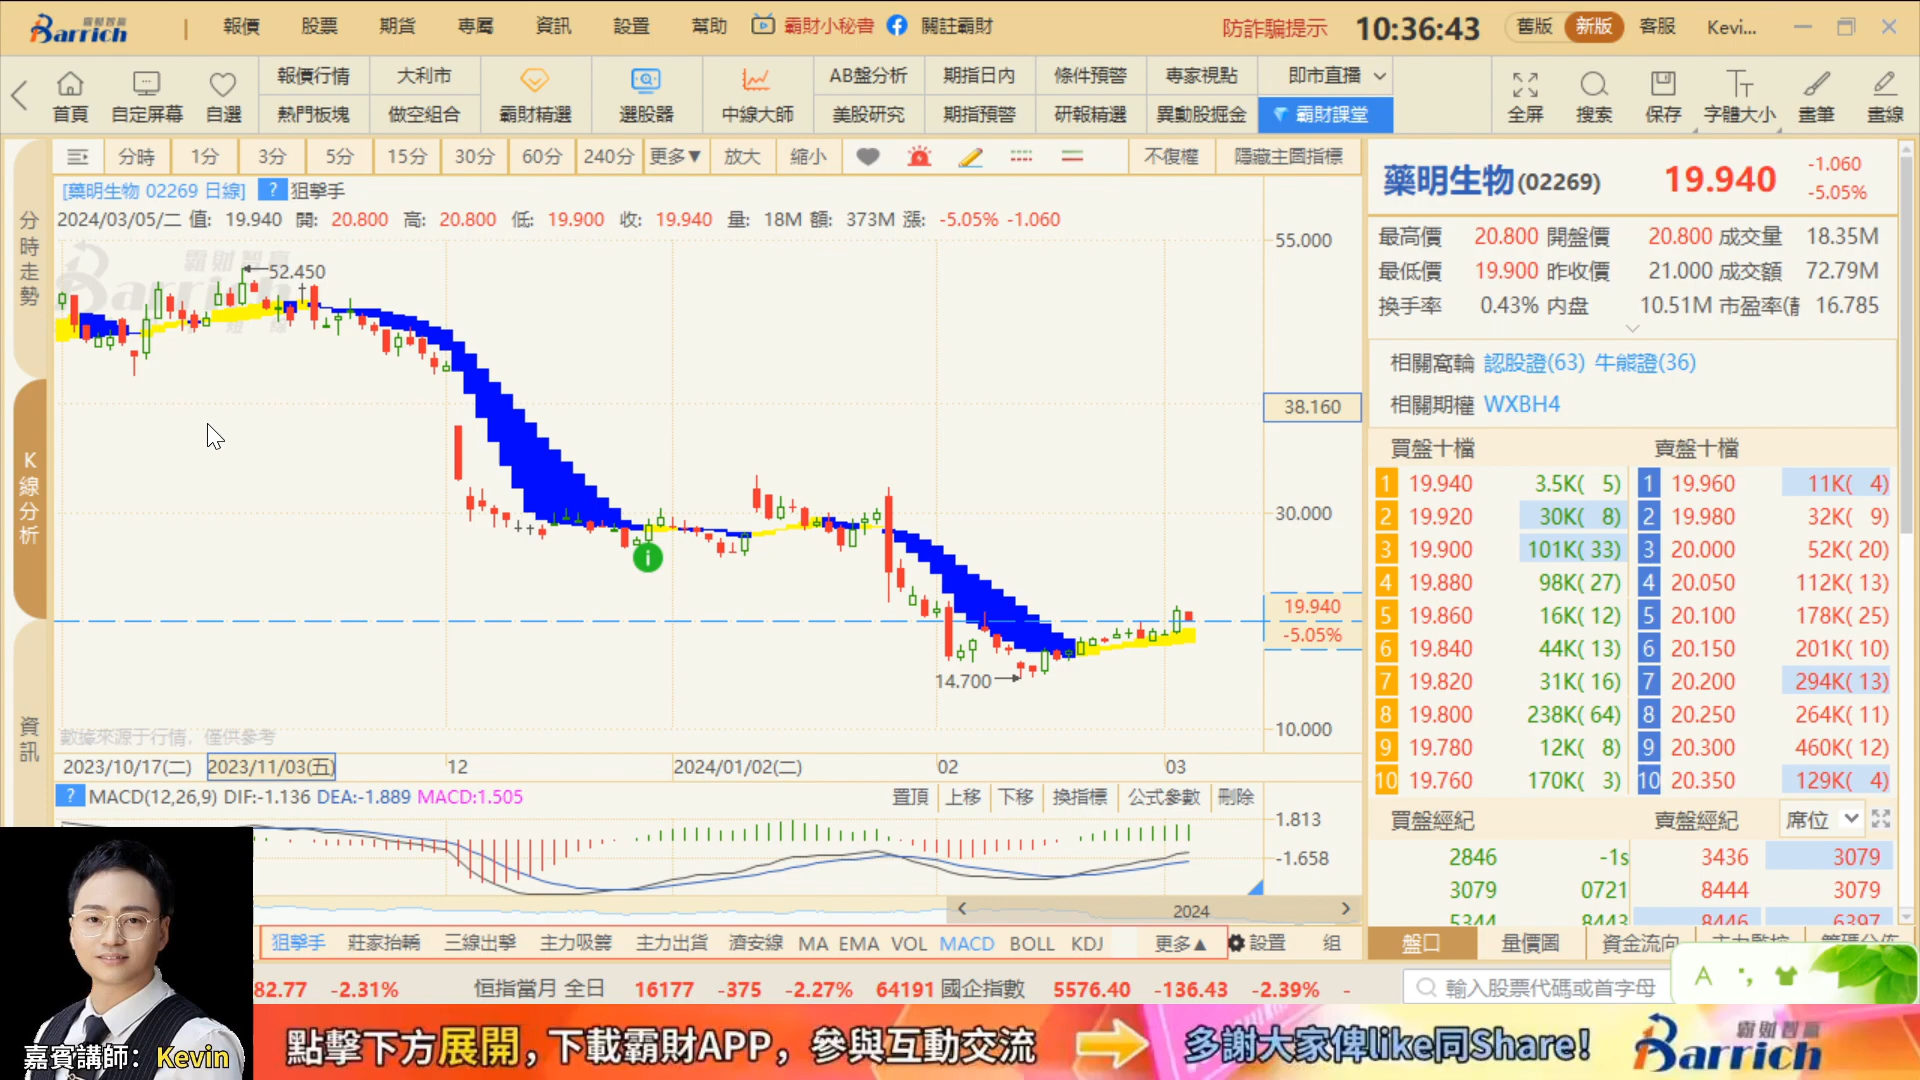 Barrich 霸財智贏 報價 股票 期貨 專屬 資訊 設置 幫助 霸財小秘書 關註霸財 防詐騙提示 10:36:43 舊版 新版 客服 Kevi...
報價行情 大利市 AB盤分析 期指日內 條件預警 專家視點 即市直播
首頁 自定屏幕 自選 熱門板塊 做空組合 霸財精選 選股器 中線大師 美股研究 期指預警 研報精選 異動股掘金 霸財課堂 全屏 搜索 保存 字體大小 畫筆 畫線
分時 1分 3分 5分 15分 30分 60分 240分 更多▼ 放大 縮小 不復權 隱藏主圖指標
[藥明生物 02269 日線] ? 狙擊手
2024/03/05/二 值: 19.940 開: 20.800 高: 20.800 低: 19.900 收: 19.940 量: 18M 額: 373M 漲: -5.05% -1.060
分時走勢
K線分析
資訊
55.000
52.450
38.160
30.000
19.940
-5.05%
14.700
10.000
數據來源于行情，僅供參考
2023/10/17(二) 2023/11/03(五) 12 2024/01/02(二) 02 03
? MACD(12,26,9) DIF:-1.136 DEA:-1.889 MACD:1.505 置頂 上移 下移 換指標 公式參數 刪除
1.813
-1.658
2024
狙擊手 莊家抬轎 三線出擊 主力吸籌 主力出貨 濟安線 MA EMA VOL MACD BOLL KDJ 更多▲ 設置 组
藥明生物(02269) 19.940 -1.060
-5.05%
最高價 20.800 開盤價 20.800 成交量 18.35M
最低價 19.900 昨收價 21.000 成交額 72.79M
換手率 0.43% 内盘 10.51M 市盈率(靜 16.785
相關窩輪 認股證(63) 牛熊證(36)
相關期權 WXBH4
買盤十檔 賣盤十檔
1 19.940 3.5K( 5) 1 19.960 11K( 4)
2 19.920 30K( 8) 2 19.980 32K( 9)
3 19.900 101K( 33) 3 20.000 52K( 20)
4 19.880 98K( 27) 4 20.050 112K( 13)
5 19.860 16K( 12) 5 20.100 178K( 25)
6 19.840 44K( 13) 6 20.150 201K( 10)
7 19.820 31K( 16) 7 20.200 294K( 13)
8 19.800 238K( 64) 8 20.250 264K( 11)
9 19.780 12K( 8) 9 20.300 460K( 12)
10 19.760 170K( 3) 10 20.350 129K( 4)
買盤經紀 賣盤經紀 席位
2846 -1s 3436 3079
3079 0721 8444 3079
5344 8443 8446 6397
盤口 量價圖 資金流向
82.77 -2.31% 恒指當月 全日 16177 -375 -2.27% 64191 國企指數 5576.40 -136.43 -2.39% -
輸入股票代碼或首字母
A
點擊下方展開，下載霸財APP，參與互動交流 多謝大家俾like同Share！ Barrich 霸財智贏
嘉賓講師：Kevin